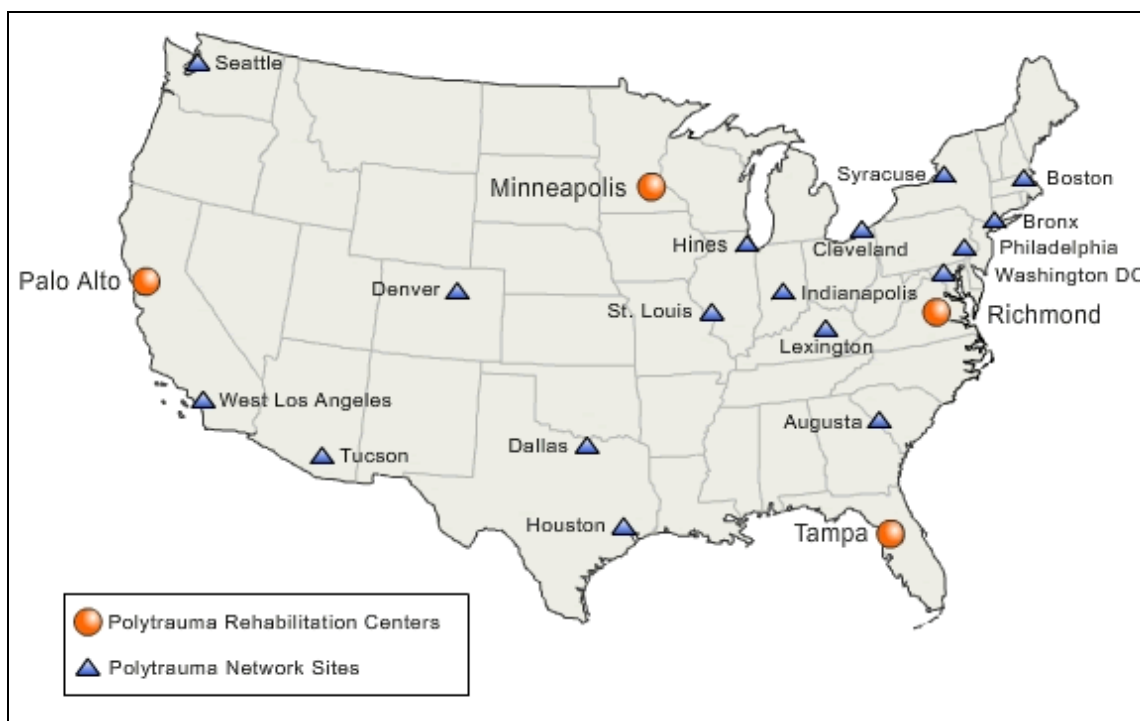 Seattle
Minneapolis
Syracuse
Boston
Bronx
Hines
Cleveland
Philadelphia
Washington DC
Palo Alto
Denver
Indianapolis
St. Louis
Richmond
Lexington
West Los Angeles
Augusta
Dallas
Tucson
Houston
Tampa
Polytrauma Rehabilitation Centers
Polytrauma Network Sites